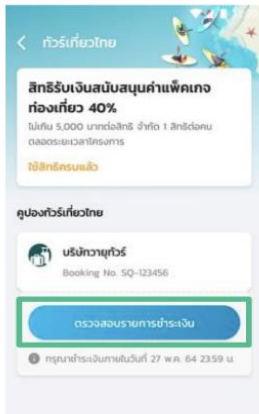 ทัวร์เที่ยวไทย
สิทธิรับเงินสนับสนุนค่าแพ็คเกจ
ท่องเที่ยว 40%
ไม่เกิน 5,000 บาทต่อสิทธิ จำกัด 1 สิทธิต่อคน
ตลอดระยะเวลาโครงการ
ใช้สิทธิครบแล้ว
คูปองทัวร์เที่ยวไทย
บริษัทวายุทัวร์
Booking No. SQ-123456
ตรวจสอบรายการชำระเงิน
กรุณาชำระเงินภายในวันที่ 27 พ.ค. 64 23:59 น.